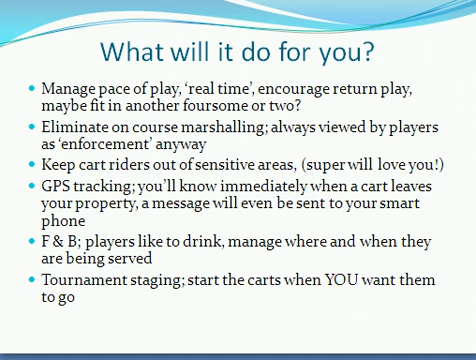 What will it do for you?
Manage pace of play, 'real time', encourage return play,
maybe fit in another foursome or two?
Eliminate on course marshalling; always viewed by players
as 'enforcement' anyway
Keep cart riders out of sensitive areas, (super will love you!)
GPS tracking; you'll know immediately when a cart leaves
your property, a message will even be sent to your smart
phone
F & B; players like to drink, manage where and when they
are being served
Tournament staging; start the carts when YOU want them
to go